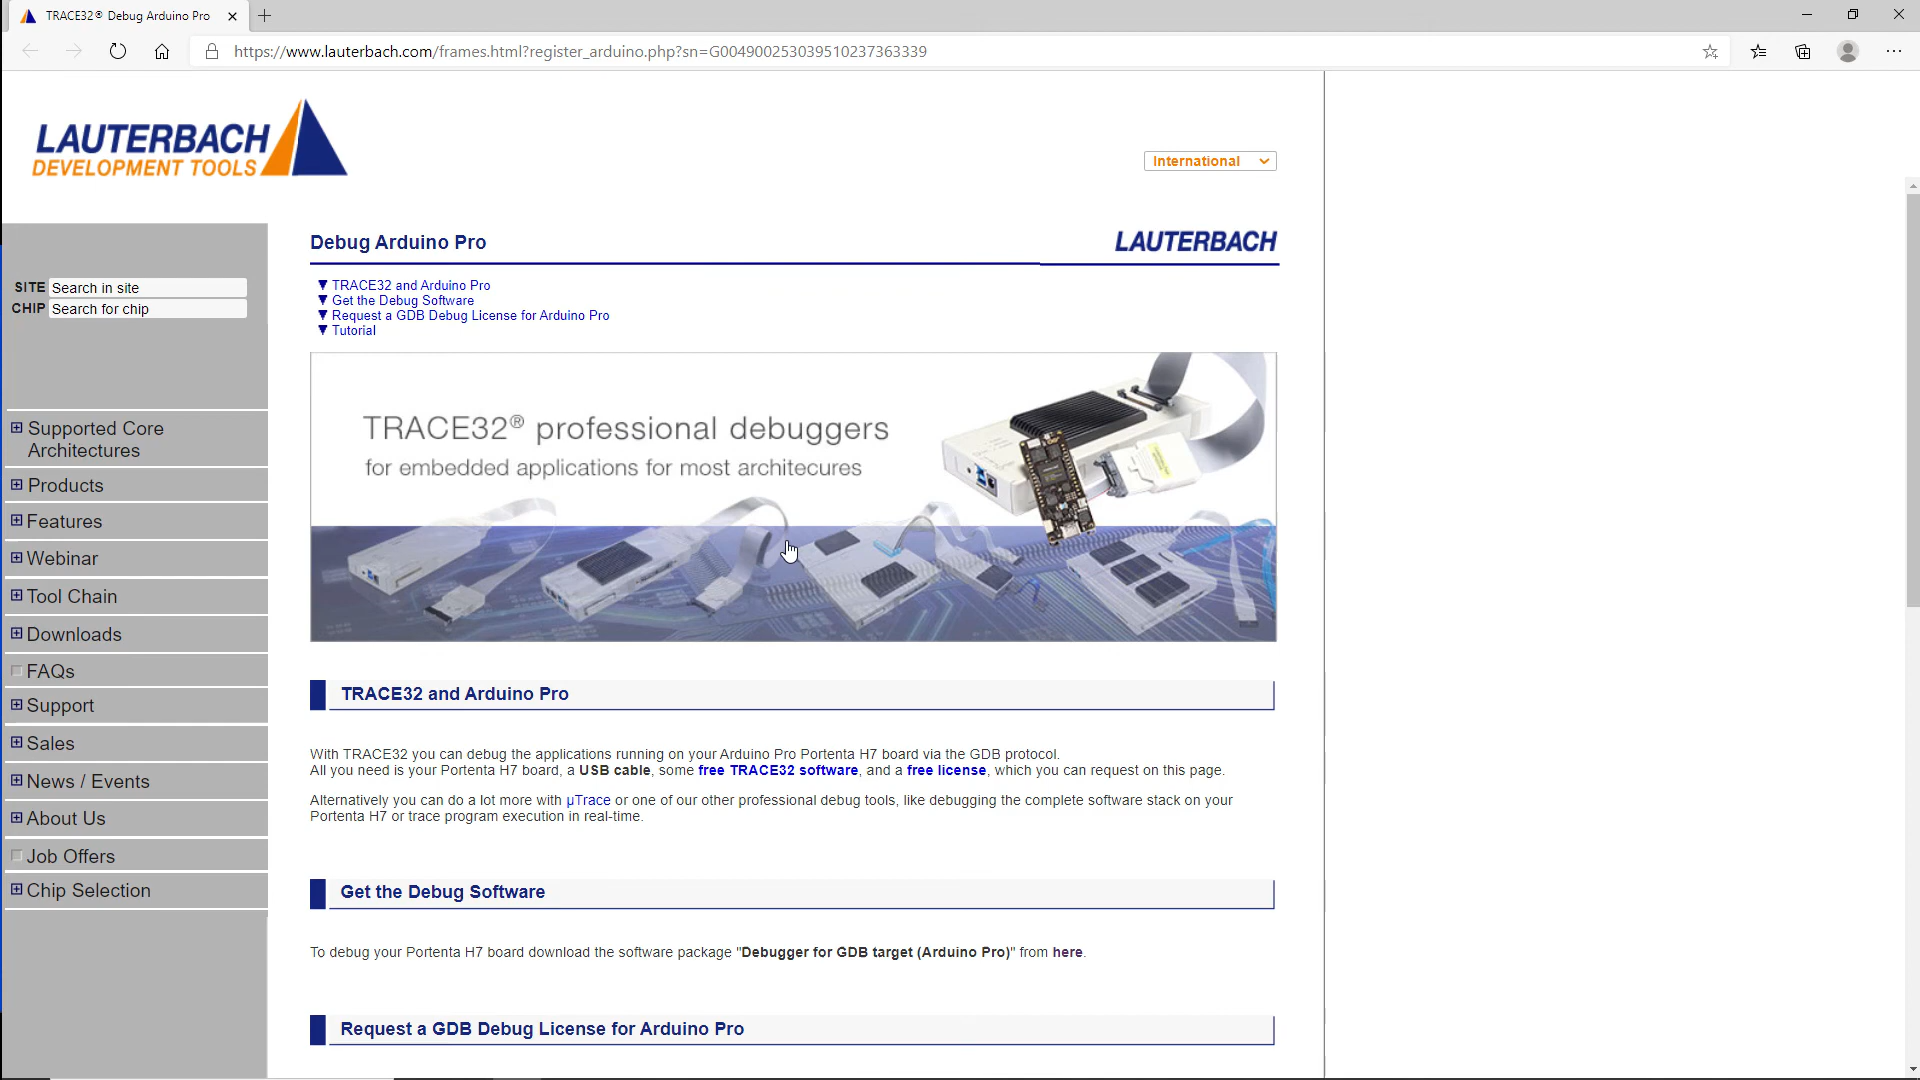 TRACE32® Debug Arduino Pro
https://www.lauterbach.com/frames.html?register_arduino.php?sn=G004900253039510237363339
LAUTERBACH
DEVELOPMENT TOOLS
International
Debug Arduino Pro
LAUTERBACH
TRACE32 and Arduino Pro
Get the Debug Software
Request a GDB Debug License for Arduino Pro
Tutorial
SITE Search in site
CHIP Search for chip
Supported Core
Architectures
Products
Features
Webinar
Tool Chain
Downloads
FAQs
Support
Sales
News / Events
About Us
Job Offers
Chip Selection
TRACE32® professional debuggers
for embedded applications for most architecures
TRACE32 and Arduino Pro
With TRACE32 you can debug the applications running on your Arduino Pro Portenta H7 board via the GDB protocol.
All you need is your Portenta H7 board, a USB cable, some free TRACE32 software, and a free license, which you can request on this page.
Alternatively you can do a lot more with µTrace or one of our other professional debug tools, like debugging the complete software stack on your
Portenta H7 or trace program execution in real-time.
Get the Debug Software
To debug your Portenta H7 board download the software package "Debugger for GDB target (Arduino Pro)" from here.
Request a GDB Debug License for Arduino Pro